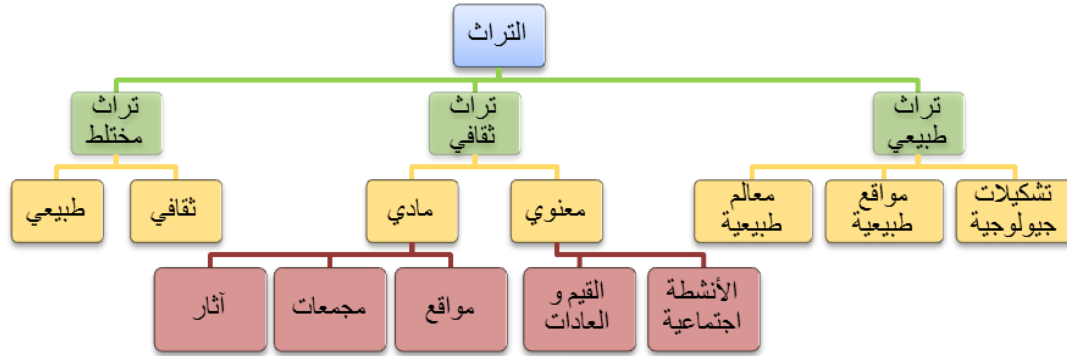 التراث
تراث
طبيعي
تراث
ثقافي
تراث
مختلط
تشكيلات
جيولوجية
مواقع
طبيعية
معالم
طبيعية
معنوي
مادي
ثقافي
طبيعي
الأنشطة
اجتماعية
القيم و
العادات
مواقع
مجمعات
آثار